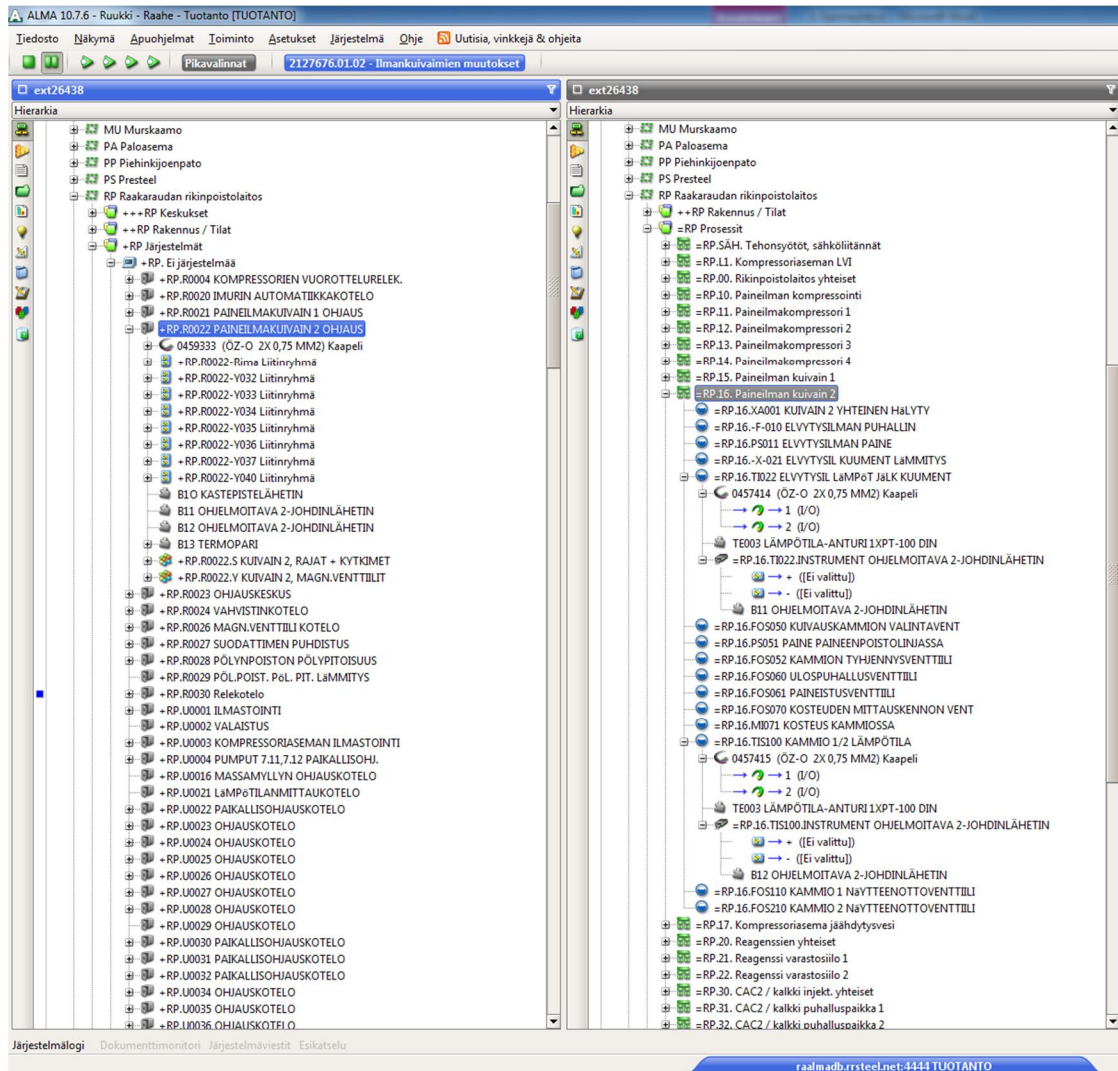 ALMA 10.7.6 - Ruukki - Raahe - Tuotanto [TUOTANTO]
Tiedosto Näkymä Apuohjelmat Toiminto Asetukset Järjestelmä Ohje Uutisia, vinkkejä & ohjeita
Pikavalinnat 2127676.01.02 - Ilmankuivaimien muutokset
ext26438
Hierarkia
MU Murskaamo
PA Paloasema
PP Piehinkijoenpato
PS Presteel
RP Raakaraudan rikinpoistolaitos
+++RP Keskukset
++RP Rakennus / Tilat
+RP Järjestelmät
+RP. Ei järjestelmää
+RP.R0004 KOMPRESSORIEN VUOROTTELURELEK.
+RP.R0020 IMURIN AUTOMATIIKKAKOTELO
+RP.R0021 PAINEILMAKUIVAIN 1 OHJAUS
+RP.R0022 PAINEILMAKUIVAIN 2 OHJAUS
0459333 (ÖZ-O 2X 0,75 MM2) Kaapeli
+RP.R0022-Rima Liitinryhmä
+RP.R0022-Y032 Liitinryhmä
+RP.R0022-Y033 Liitinryhmä
+RP.R0022-Y034 Liitinryhmä
+RP.R0022-Y035 Liitinryhmä
+RP.R0022-Y036 Liitinryhmä
+RP.R0022-Y037 Liitinryhmä
+RP.R0022-Y040 Liitinryhmä
B1O KASTEPISTELÄHETIN
B11 OHJELMOITAVA 2-JOHDINLÄHETIN
B12 OHJELMOITAVA 2-JOHDINLÄHETIN
B13 TERMOPARI
+RP.R0022.S KUIVAIN 2, RAJAT + KYTKIMET
+RP.R0022.Y KUIVAIN 2, MAGN.VENTTIILIT
+RP.R0023 OHJAUSKESKUS
+RP.R0024 VAHVISTINKOTELO
+RP.R0026 MAGN.VENTTIILI KOTELO
+RP.R0027 SUODATTIMEN PUHDISTUS
+RP.R0028 PÖLYNPOISTON PÖLYPITOISUUS
+RP.R0029 PÖL.POIST. PöL. PIT. LäMMITYS
+RP.R0030 Relekotelo
+RP.U0001 ILMASTOINTI
+RP.U0002 VALAISTUS
+RP.U0003 KOMPRESSORIASEMAN ILMASTOINTI
+RP.U0004 PUMPUT 7.11,7.12 PAIKALLISOHJ.
+RP.U0016 MASSAMYLLYN OHJAUSKOTELO
+RP.U0021 LäMPöTILANMITTAUKOTELO
+RP.U0022 PAIKALLISOHJAUSKOTELO
+RP.U0023 OHJAUSKOTELO
+RP.U0024 OHJAUSKOTELO
+RP.U0025 OHJAUSKOTELO
+RP.U0026 OHJAUSKOTELO
+RP.U0027 OHJAUSKOTELO
+RP.U0028 OHJAUSKOTELO
+RP.U0029 OHJAUSKOTELO
+RP.U0030 PAIKALLISOHJAUSKOTELO
+RP.U0031 PAIKALLISOHJAUSKOTELO
+RP.U0032 PAIKALLISOHJAUSKOTELO
+RP.U0034 OHJAUSKOTELO
+RP.U0035 OHJAUSKOTELO
+RP.U0036 OHJAUSKOTELO
ext26438
Hierarkia
MU Murskaamo
PA Paloasema
PP Piehinkijoenpato
PS Presteel
RP Raakaraudan rikinpoistolaitos
++RP Rakennus / Tilat
=RP Prosessit
=RP.SÄH. Tehonsyötöt, sähköliitännät
=RP.L1. Kompressoriaseman LVI
=RP.00. Rikinpoistolaitos yhteiset
=RP.10. Paineilman kompressointi
=RP.11. Paineilmakompressori 1
=RP.12. Paineilmakompressori 2
=RP.13. Paineilmakompressori 3
=RP.14. Paineilmakompressori 4
=RP.15. Paineilman kuivain 1
=RP.16. Paineilman kuivain 2
=RP.16.XA001 KUIVAIN 2 YHTEINEN HäLYTY
=RP.16.-F-010 ELVYTYSILMAN PUHALLIN
=RP.16.PS011 ELVYTYSILMAN PAINE
=RP.16.-X-021 ELVYTYSIL KUUMENT LäMMITYS
=RP.16.TI022 ELVYTYSIL LäMPöT JäLK KUUMENT
0457414 (ÖZ-O 2X 0,75 MM2) Kaapeli
1 (I/O)
2 (I/O)
TE003 LÄMPÖTILA-ANTURI 1XPT-100 DIN
=RP.16.TI022.INSTRUMENT OHJELMOITAVA 2-JOHDINLÄHETIN
+ ([Ei valittu])
- ([Ei valittu])
B11 OHJELMOITAVA 2-JOHDINLÄHETIN
=RP.16.FOS050 KUIVAUSKAMMION VALINTAVENT
=RP.16.PS051 PAINE PAINEENPOISTOLINJASSA
=RP.16.FOS052 KAMMION TYHJENNYSVENTTIILI
=RP.16.FOS060 ULOSPUHALLUSVENTTIILI
=RP.16.FOS061 PAINEISTUSVENTTIILI
=RP.16.FOS070 KOSTEUDEN MITTAUSKENNON VENT
=RP.16.MI071 KOSTEUS KAMMIOSSA
=RP.16.TIS100 KAMMIO 1/2 LÄMPÖTILA
0457415 (ÖZ-O 2X 0,75 MM2) Kaapeli
1 (I/O)
2 (I/O)
TE003 LÄMPÖTILA-ANTURI 1XPT-100 DIN
=RP.16.TIS100.INSTRUMENT OHJELMOITAVA 2-JOHDINLÄHETIN
+ ([Ei valittu])
- ([Ei valittu])
B12 OHJELMOITAVA 2-JOHDINLÄHETIN
=RP.16.FOS110 KAMMIO 1 NäYTTEENOTTOVENTTIILI
=RP.16.FOS210 KAMMIO 2 NäYTTEENOTTOVENTTIILI
=RP.17. Kompressoriasema jäähdytysvesi
=RP.20. Reagenssien yhteiset
=RP.21. Reagenssi varastosiilo 1
=RP.22. Reagenssi varastosiilo 2
=RP.30. CAC2 / kalkki injekt. yhteiset
=RP.31. CAC2 / kalkki puhalluspaikka 1
=RP.32. CAC2 / kalkki puhalluspaikka 2
Järjestelmälogi Dokumenttimonitori Järjestelmäviestit Esikatselu
raalmadb.rrsteel.net:4444 TUOTANTO